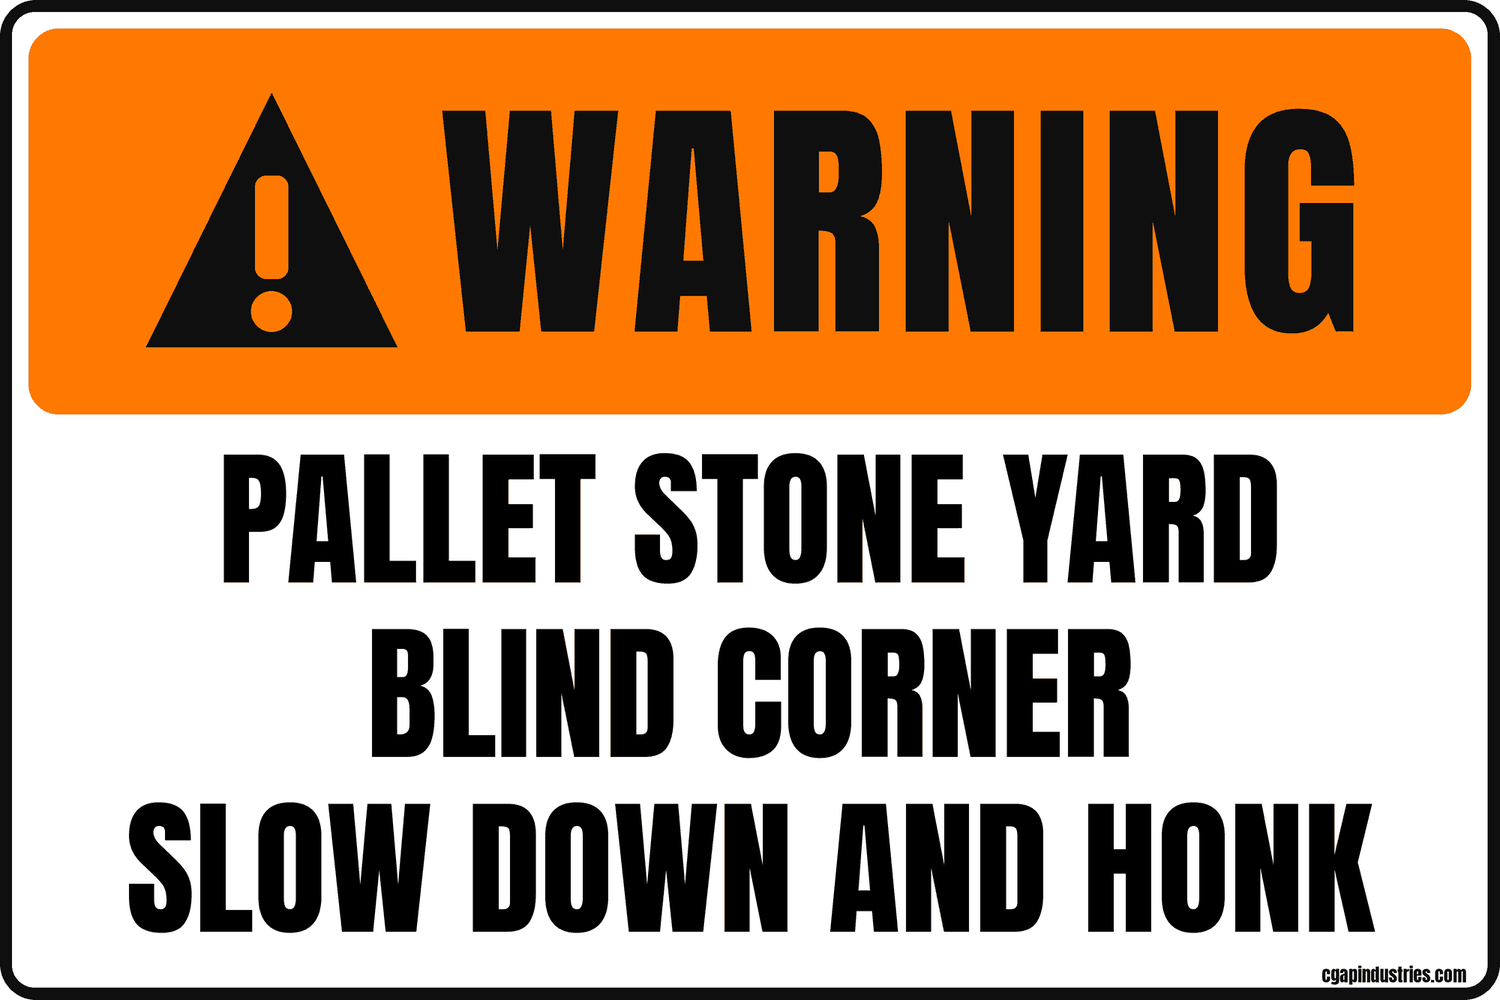 WARNING
PALLET STONE YARD
BLIND CORNER
SLOW DOWN AND HONK
cgapindustries.com